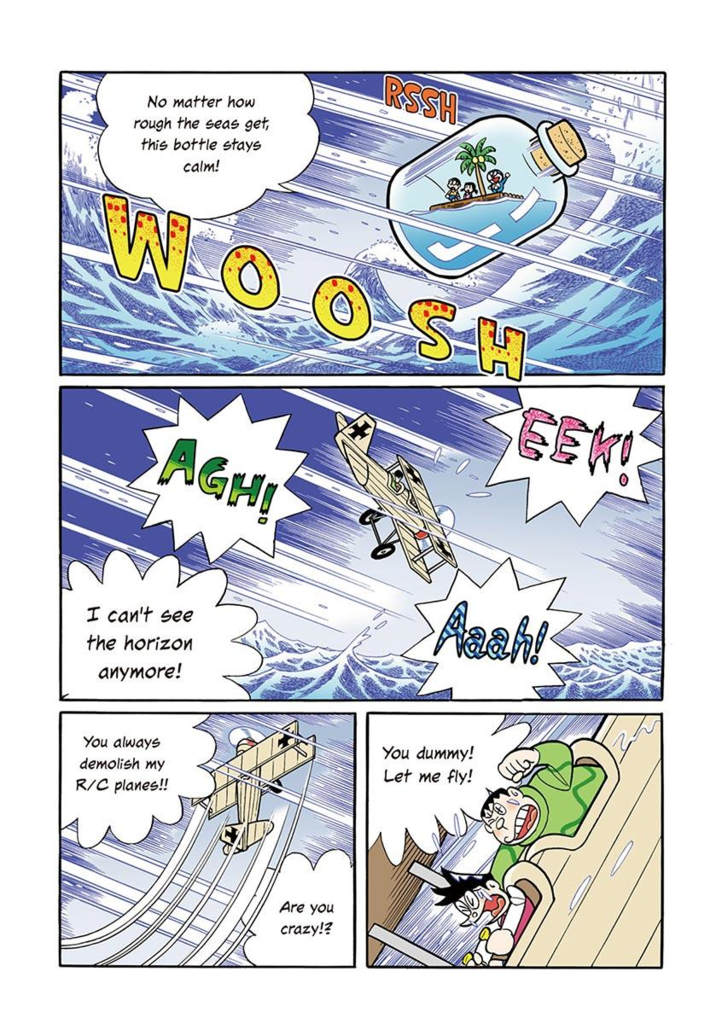 No matter how
rough the seas get,
this bottle stays
calm!
RSSH
WOOSH
AGH!
EEK!
I can't see
the horizon
anymore!
Aaah!
You always
demolish my
R/C planes!!
Are you
crazy!?
You dummy!
Let me fly!